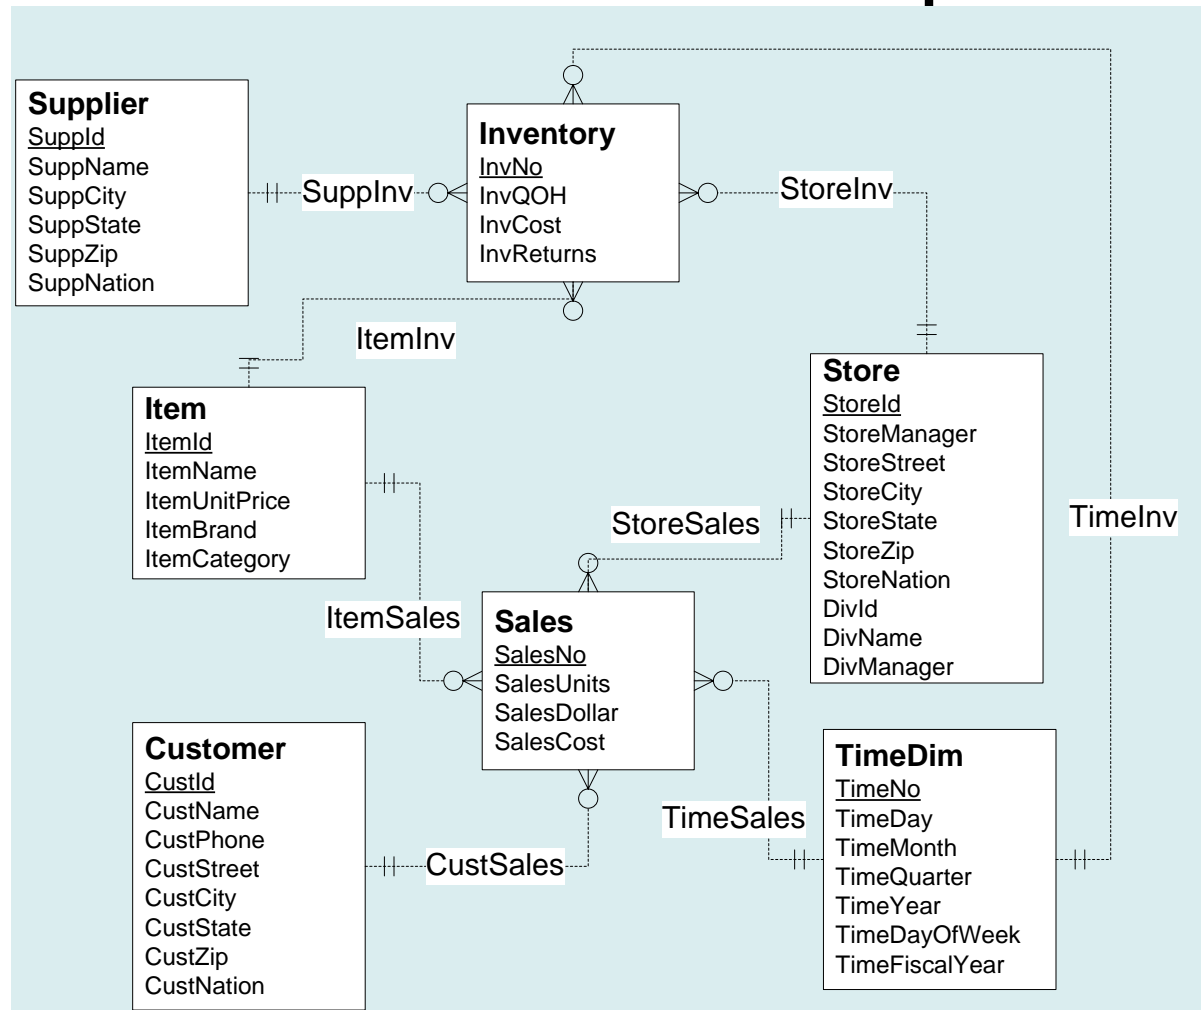 Supplier
SuppId
SuppName
SuppCity
SuppState
SuppZip
SuppNation
SuppInv
Inventory
InvNo
InvQOH
InvCost
InvReturns
StoreInv
ItemInv
Item
ItemId
ItemName
ItemUnitPrice
ItemBrand
ItemCategory
Store
StoreId
StoreManager
StoreStreet
StoreCity
StoreState
StoreZip
StoreNation
DivId
DivName
DivManager
TimeInv
StoreSales
ItemSales
Sales
SalesNo
SalesUnits
SalesDollar
SalesCost
Customer
CustId
CustName
CustPhone
CustStreet
CustCity
CustState
CustZip
CustNation
CustSales
TimeSales
TimeDim
TimeNo
TimeDay
TimeMonth
TimeQuarter
TimeYear
TimeDayOfWeek
TimeFiscalYear